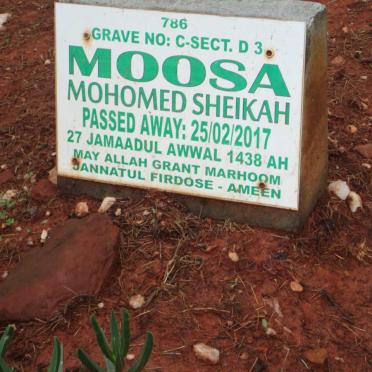 786
GRAVE NO: C-SECT. D 3
MOOSA
MOHOMED SHEIKAH
PASSED AWAY: 25/02/2017
27 JAMAADUL AWWAL 1438 AH
MAY ALLAH GRANT MARHOOM
JANNATUL FIRDOSE - AMEEN